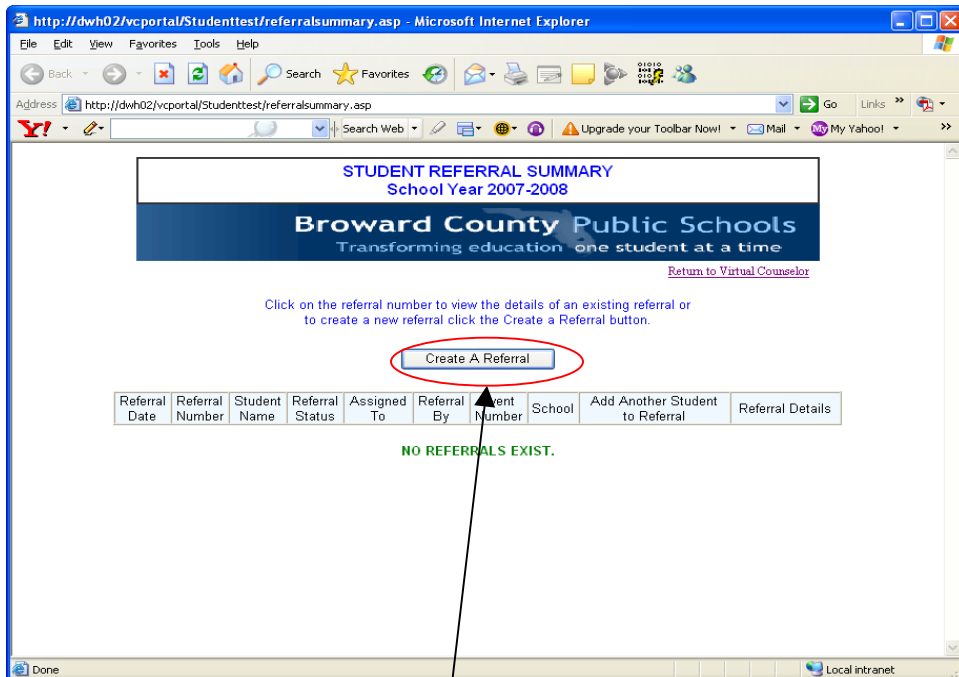 http://dwh02/vcportal/Studenttest/referralsummary.asp - Microsoft Internet Explorer
File Edit View Favorites Tools Help
Back Search Favorites
Address http://dwh02/vcportal/Studenttest/referralsummary.asp Go Links »
Y! Search Web Upgrade your Toolbar Now! Mail My Yahoo! »
STUDENT REFERRAL SUMMARY
School Year 2007-2008
Broward County Public Schools
Transforming education one student at a time
Return to Virtual Counselor
Click on the referral number to view the details of an existing referral or
to create a new referral click the Create a Referral button.
Create A Referral
Referral Referral Student Referral Assigned Referral Event School Add Another Student Referral Details
Date Number Name Status To By Number to Referral
NO REFERRALS EXIST.
Done Local intranet